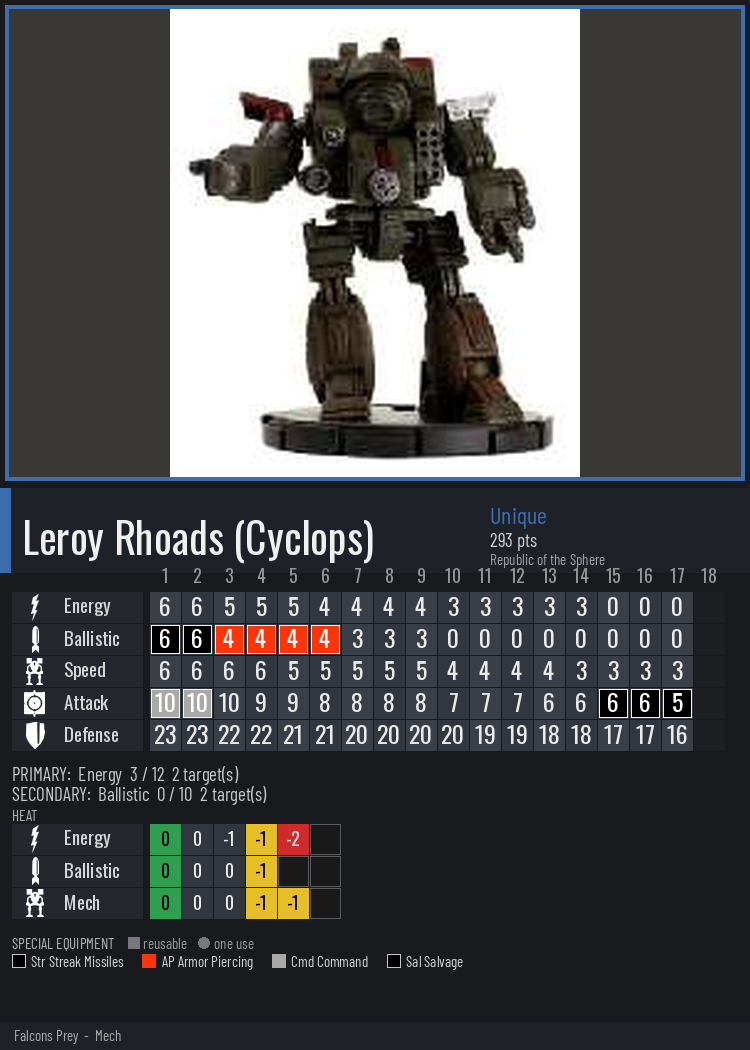 Leroy Rhoads (Cyclops)
Unique
293 pts
Republic of the Sphere
1 2 3 4 5 6 7 8 9 10 11 12 13 14 15 16 17 18
Energy 6 6 5 5 5 4 4 4 4 3 3 3 3 3 0 0 0
Ballistic 6 6 4 4 4 4 3 3 3 0 0 0 0 0 0 0 0
Speed 6 6 6 6 5 5 5 5 5 4 4 4 4 3 3 3 3
Attack 10 10 10 9 9 8 8 8 8 7 7 7 6 6 6 6 5
Defense 23 23 22 22 21 21 20 20 20 20 19 19 18 18 17 17 16
PRIMARY: Energy 3 / 12 2 target(s)
SECONDARY: Ballistic 0 / 10 2 target(s)
HEAT
Energy 0 0 -1 -1 -2
Ballistic 0 0 0 -1
Mech 0 0 0 -1 -1
SPECIAL EQUIPMENT reusable one use
Str Streak Missiles AP Armor Piercing Cmd Command Sal Salvage
Falcons Prey - Mech